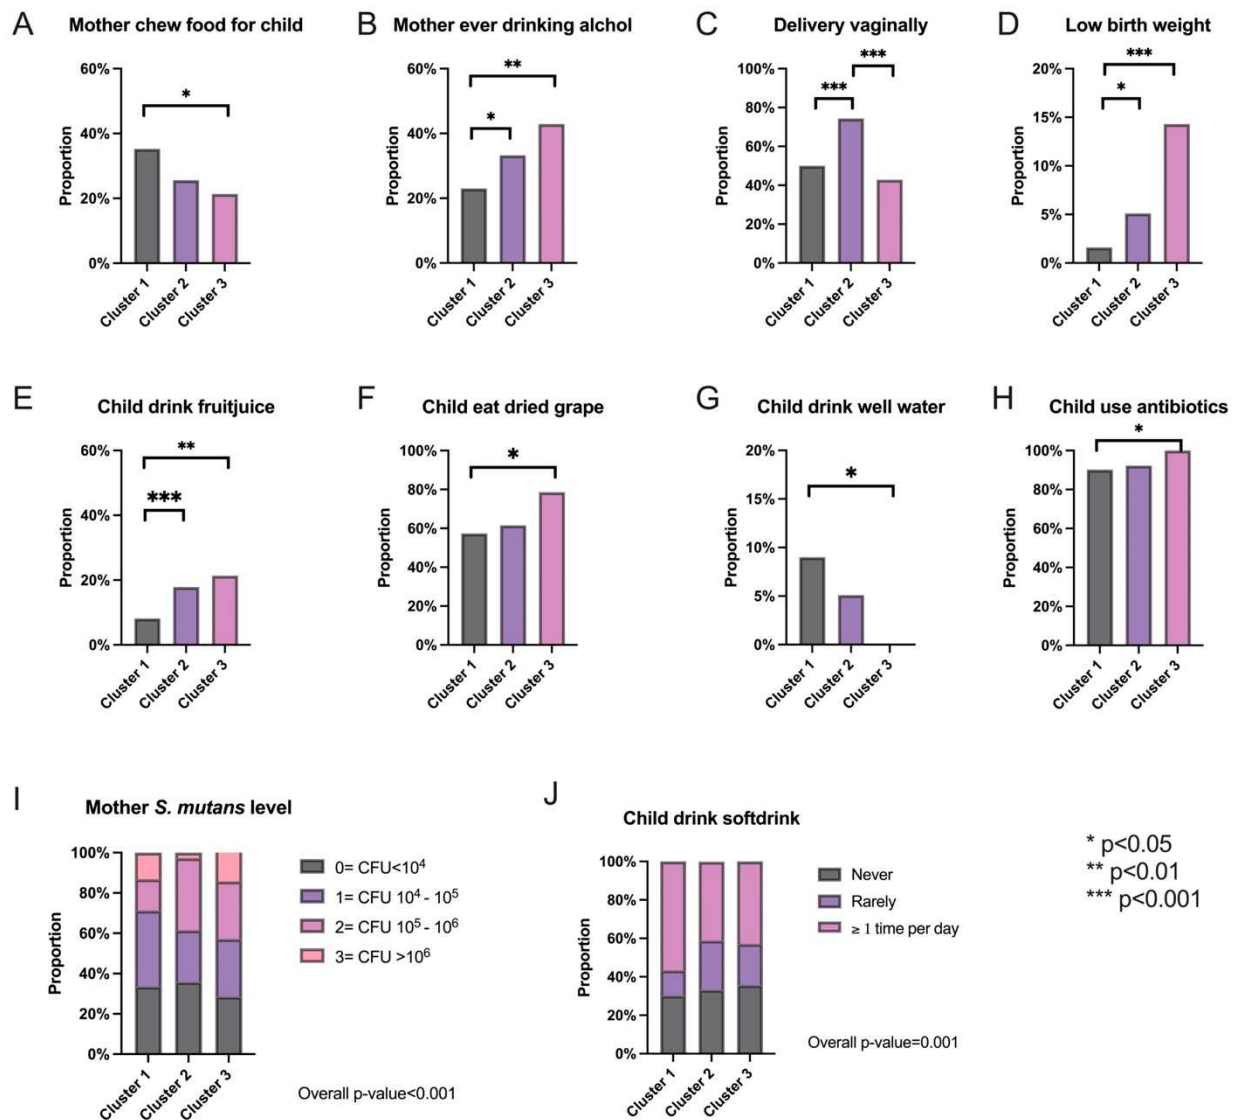 A Mother chew food for child
60%
40%
20%
0%
Proportion
*
Cluster 1
Cluster 2
Cluster 3
B Mother ever drinking alchol
60%
40%
20%
0%
Proportion
**
*
Cluster 1
Cluster 2
Cluster 3
C Delivery vaginally
100%
80%
60%
40%
20%
0%
Proportion
***
***
Cluster 1
Cluster 2
Cluster 3
D Low birth weight
20%
15%
10%
5%
0%
Proportion
***
*
Cluster 1
Cluster 2
Cluster 3
E Child drink fruitjuice
60%
40%
20%
0%
Proportion
**
***
Cluster 1
Cluster 2
Cluster 3
F Child eat dried grape
100%
80%
60%
40%
20%
0%
Proportion
*
Cluster 1
Cluster 2
Cluster 3
G Child drink well water
20%
15%
10%
5%
0%
Proportion
*
Cluster 1
Cluster 2
Cluster 3
H Child use antibiotics
100%
80%
60%
40%
20%
0%
Proportion
*
Cluster 1
Cluster 2
Cluster 3
I Mother S. mutans level
100%
80%
60%
40%
20%
0%
Proportion
Cluster 1
Cluster 2
Cluster 3
0= CFU<10⁴
1= CFU 10⁴ - 10⁵
2= CFU 10⁵ - 10⁶
3= CFU >10⁶
Overall p-value<0.001
J Child drink softdrink
100%
80%
60%
40%
20%
0%
Proportion
Cluster 1
Cluster 2
Cluster 3
Never
Rarely
≥ 1 time per day
Overall p-value=0.001
* p<0.05
** p<0.01
*** p<0.001